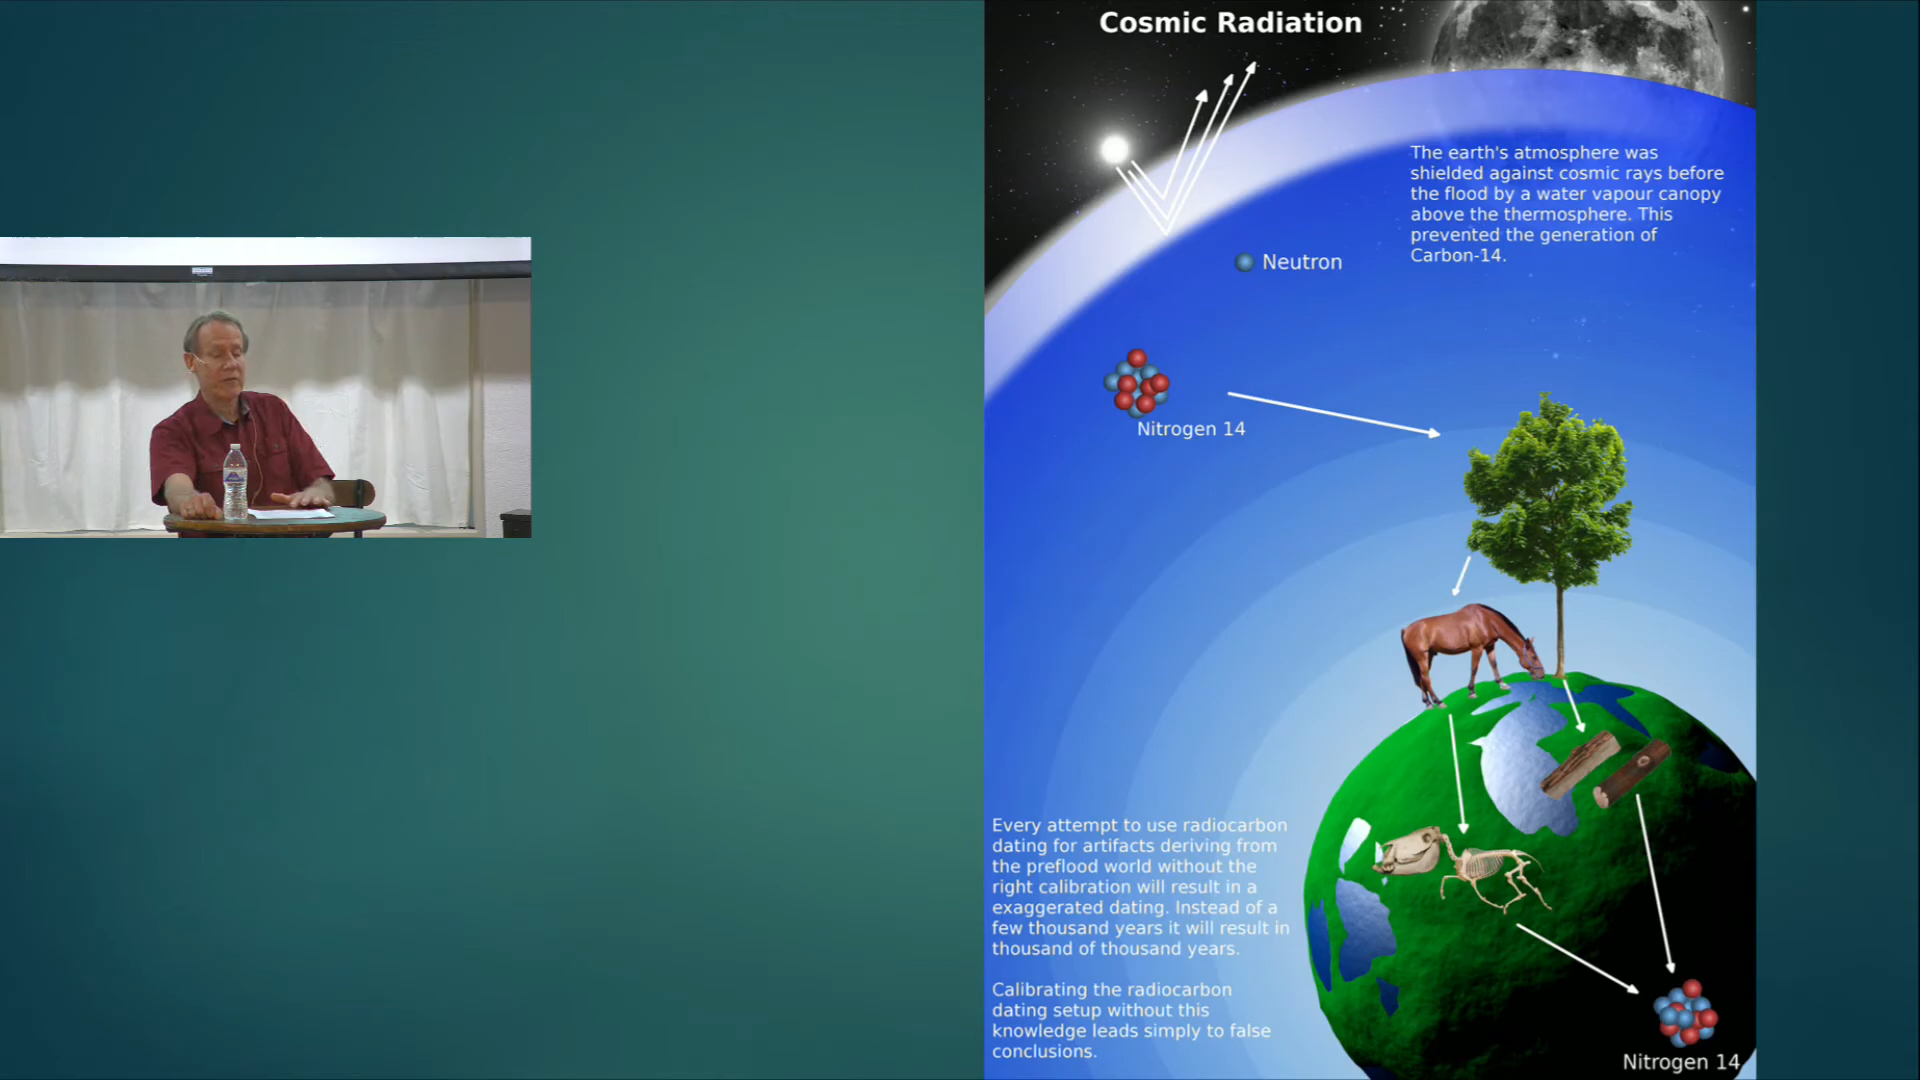 Cosmic Radiation
The earth's atmosphere was
shielded against cosmic rays before
the flood by a water vapour canopy
above the thermosphere. This
prevented the generation of
Carbon-14.
Neutron
Nitrogen 14
Every attempt to use radiocarbon
dating for artifacts deriving from
the preflood world without the
right calibration will result in a
exaggerated dating. Instead of a
few thousand years it will result in
thousand of thousand years.
Calibrating the radiocarbon
dating setup without this
knowledge leads simply to false
conclusions.
Nitrogen 14